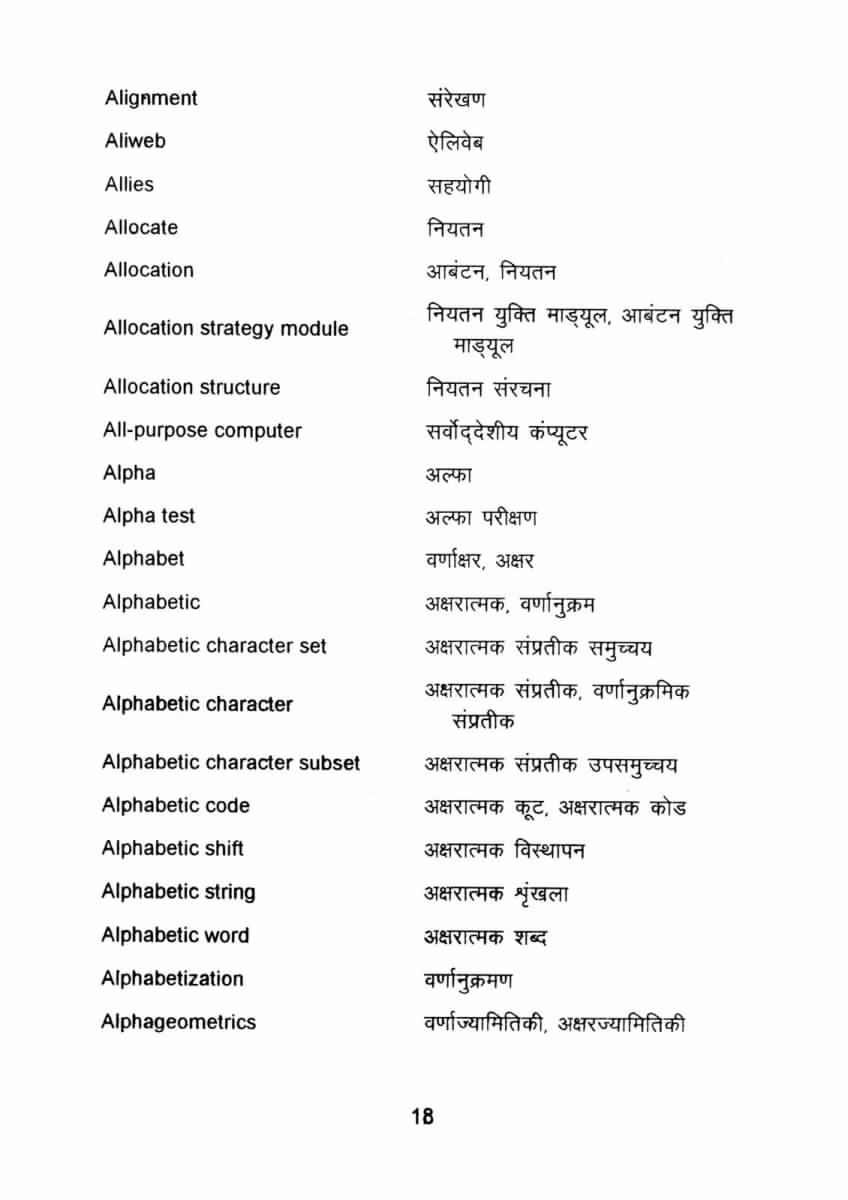 Alignment संरेखण
Aliweb ऐलिवेब
Allies सहयोगी
Allocate नियतन
Allocation आबंटन, नियतन
Allocation strategy module नियतन युक्ति माड्यूल, आबंटन युक्ति
माड्यूल
Allocation structure नियतन संरचना
All-purpose computer सर्वोद्देशीय कंप्यूटर
Alpha अल्फा
Alpha test अल्फा परीक्षण
Alphabet वर्णाक्षर, अक्षर
Alphabetic अक्षरात्मक, वर्णानुक्रम
Alphabetic character set अक्षरात्मक संप्रतीक समुच्चय
Alphabetic character अक्षरात्मक संप्रतीक, वर्णानुक्रमिक
संप्रतीक
Alphabetic character subset अक्षरात्मक संप्रतीक उपसमुच्चय
Alphabetic code अक्षरात्मक कूट, अक्षरात्मक कोड
Alphabetic shift अक्षरात्मक विस्थापन
Alphabetic string अक्षरात्मक शृंखला
Alphabetic word अक्षरात्मक शब्द
Alphabetization वर्णानुक्रमण
Alphageometrics वर्णाज्यामितिकी, अक्षरज्यामितिकी
18